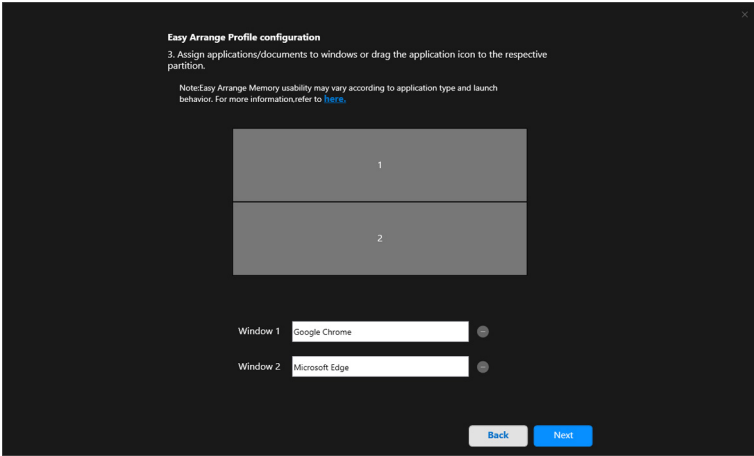 Easy Arrange Profile configuration
3. Assign applications/documents to windows or drag the application icon to the respective
partition.
Note:Easy Arrange Memory usability may vary according to application type and launch
behavior. For more information,refer to here.
1
2
Window 1 Google Chrome
Window 2 Microsoft Edge
Back Next